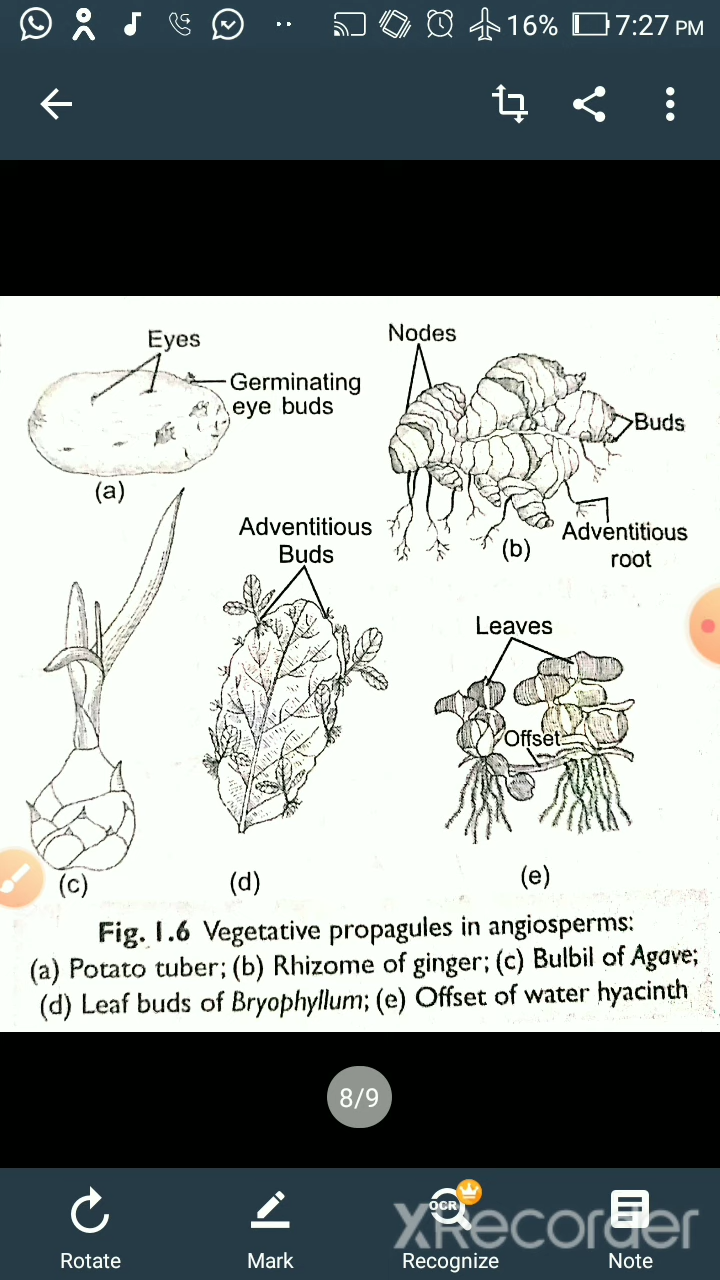 16% 7:27 PM
Eyes
Germinating
eye buds
(a)
Nodes
Buds
Adventitious
root
(b)
(c)
Adventitious
Buds
(d)
Leaves
Offset
(e)
Fig. 1.6 Vegetative propagules in angiosperms:
(a) Potato tuber; (b) Rhizome of ginger; (c) Bulbil of Agave;
(d) Leaf buds of Bryophyllum; (e) Offset of water hyacinth
8/9
OCR
XRecorder
Rotate Mark Recognize Note